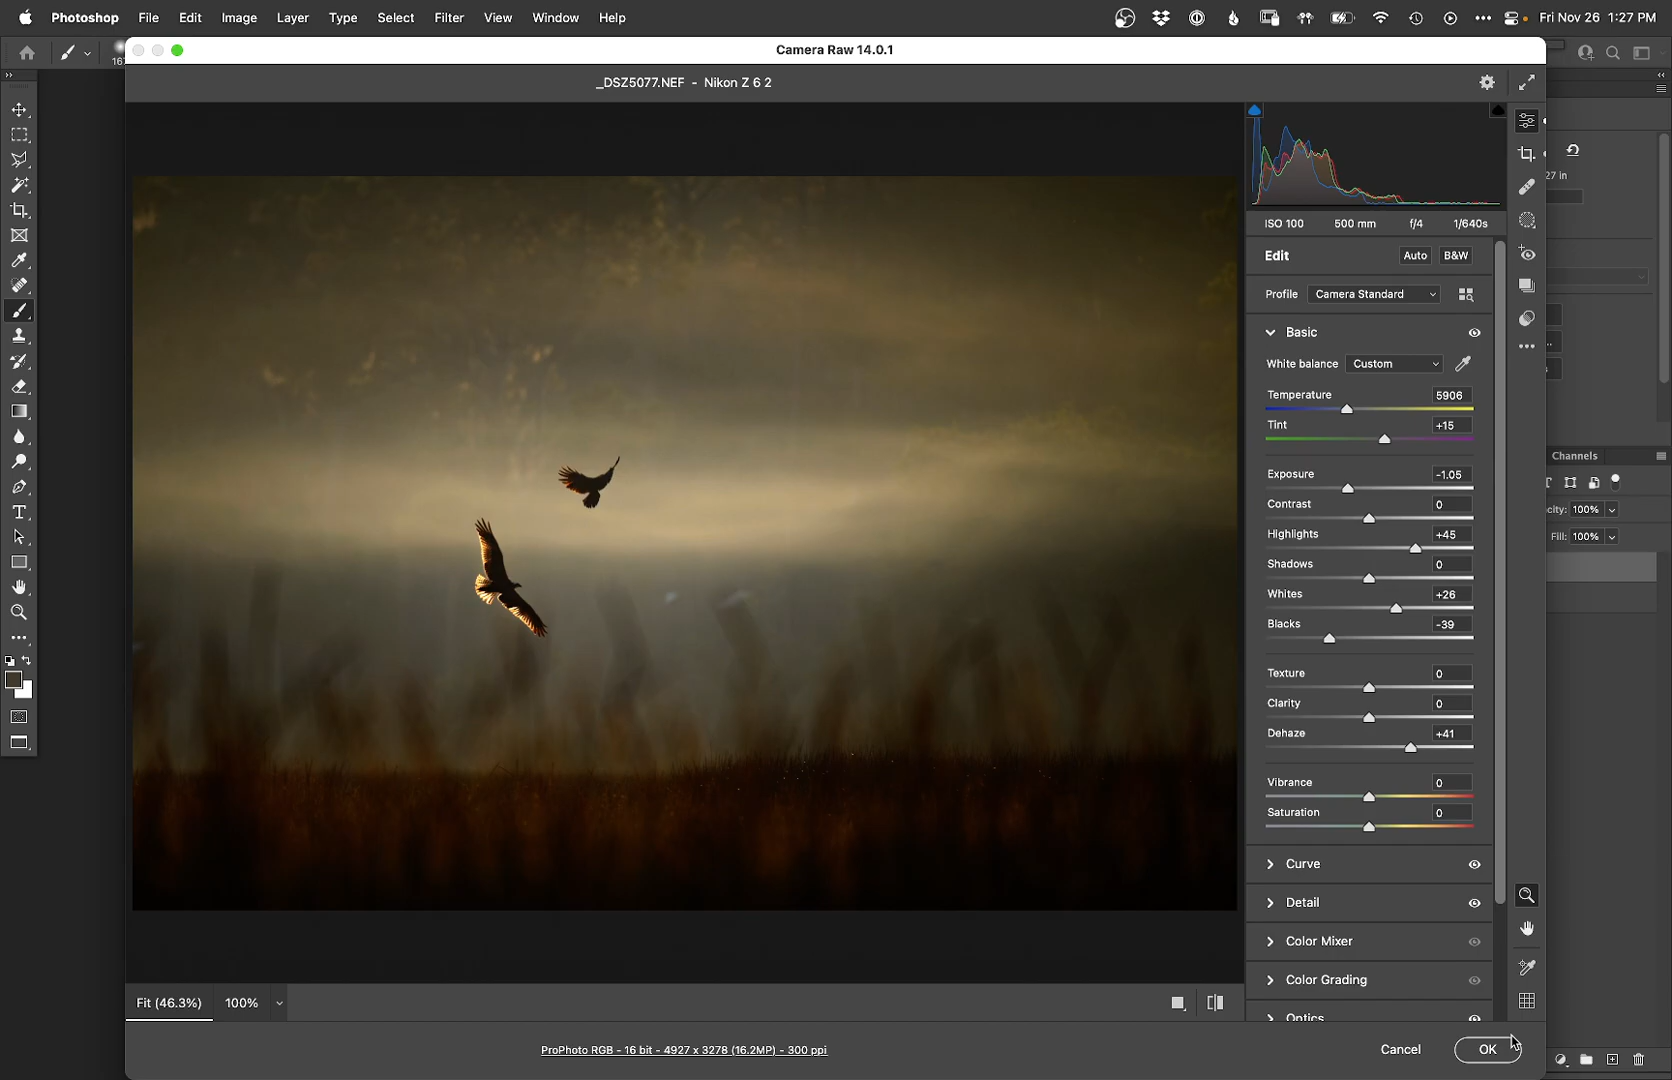 Photoshop File Edit Image Layer Type Select Filter View Window Help
Fri Nov 26 1:27 PM
Camera Raw 14.0.1
_DSZ5077.NEF - Nikon Z 6 2
ISO 100 500 mm f/4 1/640s
Edit Auto B&W
Profile Camera Standard
Basic
White balance Custom
Temperature 5906
Tint +15
Exposure -1.05
Contrast 0
Highlights +45
Shadows 0
Whites +26
Blacks -39
Texture 0
Clarity 0
Dehaze +41
Vibrance 0
Saturation 0
Curve
Detail
Color Mixer
Color Grading
Optics
Fit (46.3%) 100%
ProPhoto RGB - 16 bit - 4927 x 3278 (16.2MP) - 300 ppi
Cancel OK
27 in
Channels
acity: 100%
Fill: 100%